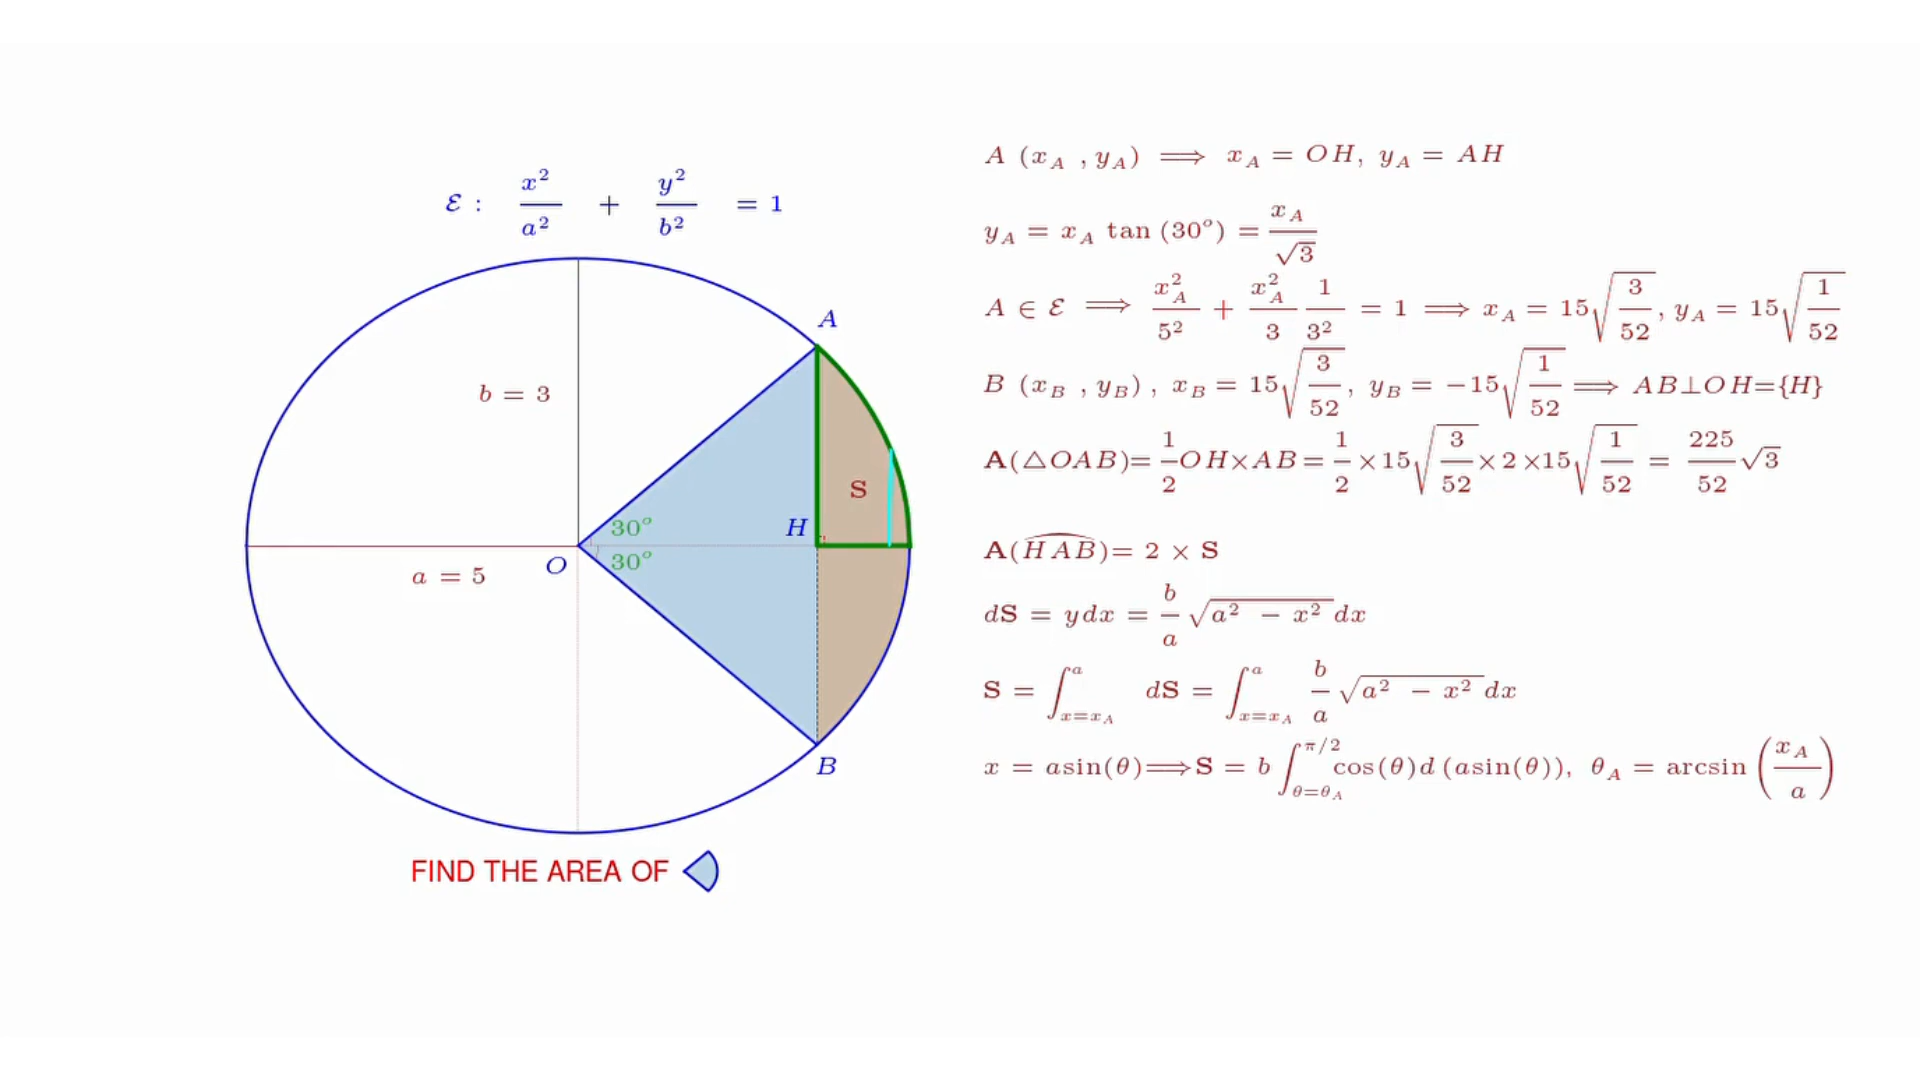 ℰ : x²/a² + y²/b² = 1
b = 3
a = 5
A
B
O
H
S
30°
30°
FIND THE AREA OF
A (x_A , y_A) ⟹ x_A = OH, y_A = AH
y_A = x_A tan (30°) = x_A/√3
A ∈ ℰ ⟹ x_A²/5² + x_A²/3 1/3² = 1 ⟹ x_A = 15√(3/52), y_A = 15√(1/52)
B (x_B , y_B) , x_B = 15√(3/52), y_B = −15√(1/52) ⟹ AB⊥OH={H}
A(△OAB)= 1/2 OH×AB= 1/2 ×15√(3/52)×2×15√(1/52) = 225/52 √3
A(H͡AB)= 2 × S
dS = ydx = b/a √(a² − x²) dx
S = ∫_{x=x_A}^{a} dS = ∫_{x=x_A}^{a} b/a √(a² − x²) dx
x = asin(θ)⟹S = b ∫_{θ=θ_A}^{π/2} cos(θ)d (asin(θ)), θ_A = arcsin (x_A/a)